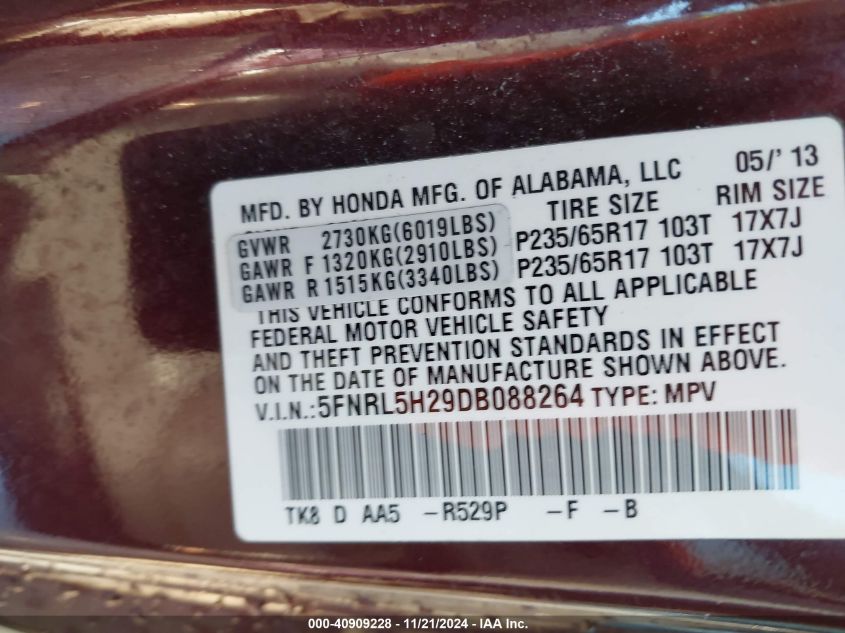 MFD. BY HONDA MFG. OF ALABAMA, LLC 05/'13
TIRE SIZE RIM SIZE
GVWR 2730KG(6019LBS)
GAWR F 1320KG(2910LBS) P235/65R17 103T 17X7J
GAWR R 1515KG(3340LBS) P235/65R17 103T 17X7J
THIS VEHICLE CONFORMS TO ALL APPLICABLE
FEDERAL MOTOR VEHICLE SAFETY
AND THEFT PREVENTION STANDARDS IN EFFECT
ON THE DATE OF MANUFACTURE SHOWN ABOVE.
V.I.N.:5FNRL5H29DB088264 TYPE: MPV
TK8 D AA5 -R529P -F -B
000-40909228 - 11/21/2024 - IAA Inc.